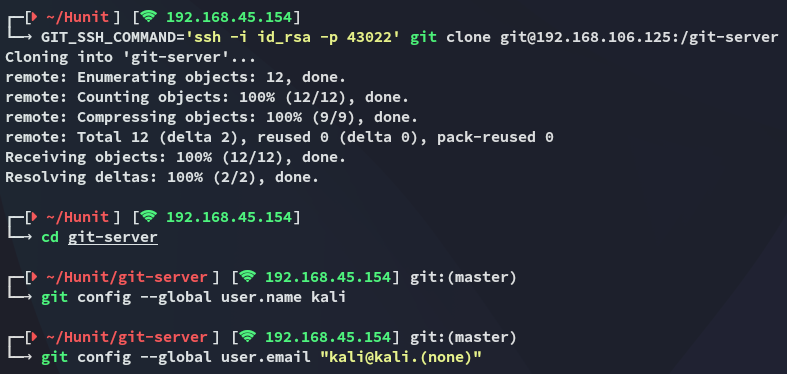 ~/Hunit] [192.168.45.154]
GIT_SSH_COMMAND='ssh -i id_rsa -p 43022' git clone git@192.168.106.125:/git-server
Cloning into 'git-server'...
remote: Enumerating objects: 12, done.
remote: Counting objects: 100% (12/12), done.
remote: Compressing objects: 100% (9/9), done.
remote: Total 12 (delta 2), reused 0 (delta 0), pack-reused 0
Receiving objects: 100% (12/12), done.
Resolving deltas: 100% (2/2), done.
~/Hunit] [192.168.45.154]
cd git-server
~/Hunit/git-server] [192.168.45.154] git:(master)
git config --global user.name kali
~/Hunit/git-server] [192.168.45.154] git:(master)
git config --global user.email "kali@kali.(none)"